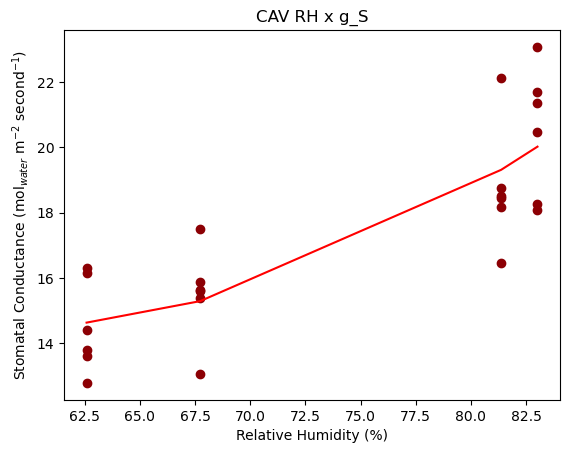 CAV RH x g_S
Stomatal Conductance (mol_water m⁻² second⁻¹)
22
20
18
16
14
62.5 65.0 67.5 70.0 72.5 75.0 77.5 80.0 82.5
Relative Humidity (%)